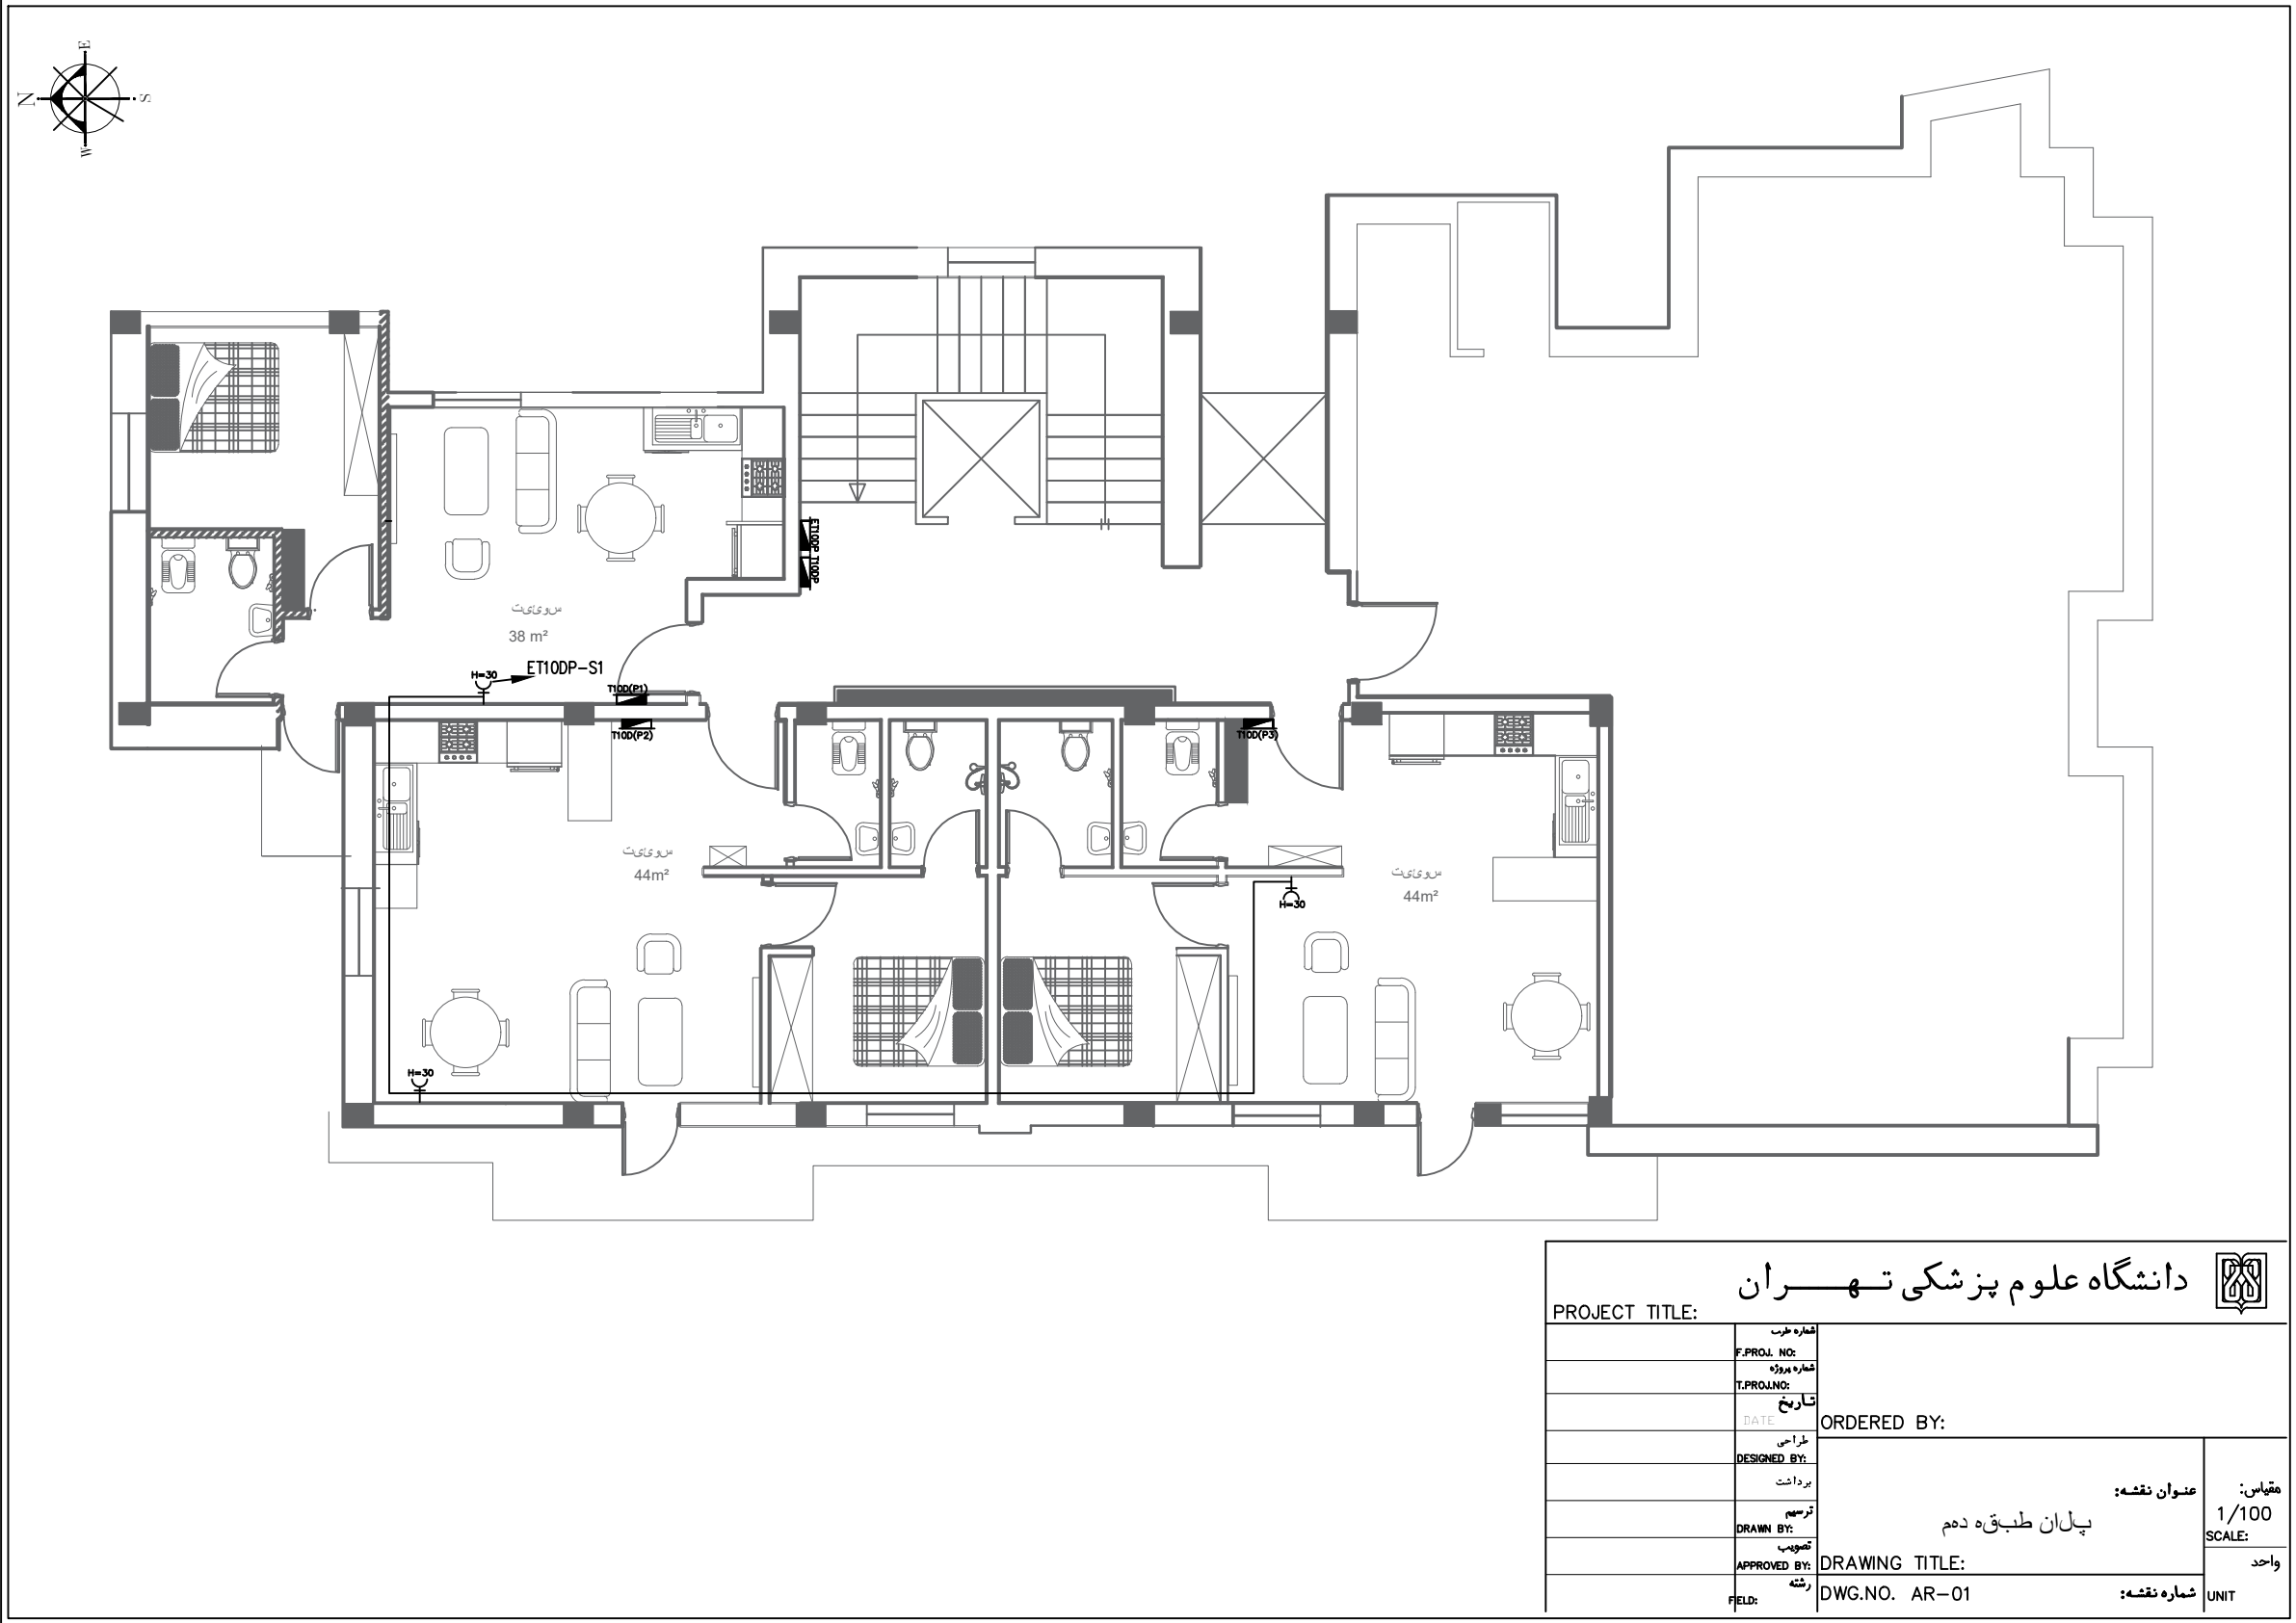 E
N
S
W
ET10DP
T10DP
سوئیت
38 m²
H=30
ET10DP-S1
T10D(P1)
T10D(P2)
T10D(P3)
سوئیت
44m²
سوئیت
44m²
H=30
H=30
دانشگاه علوم پزشکی تهران
PROJECT TITLE:
شماره طرب
F.PROJ. NO:
شماره پروژه
T.PROJ.NO:
تاریخ
DATE
ORDERED BY:
طراحی
DESIGNED BY:
برداشت
ترسیم
DRAWN BY:
تصویب
APPROVED BY:
رشته
FIELD:
عنوان نقشه:
پلان طبقه دهم
DRAWING TITLE:
مقیاس:
1/100
SCALE:
واحد
UNIT
DWG.NO. AR-01
شماره نقشه: